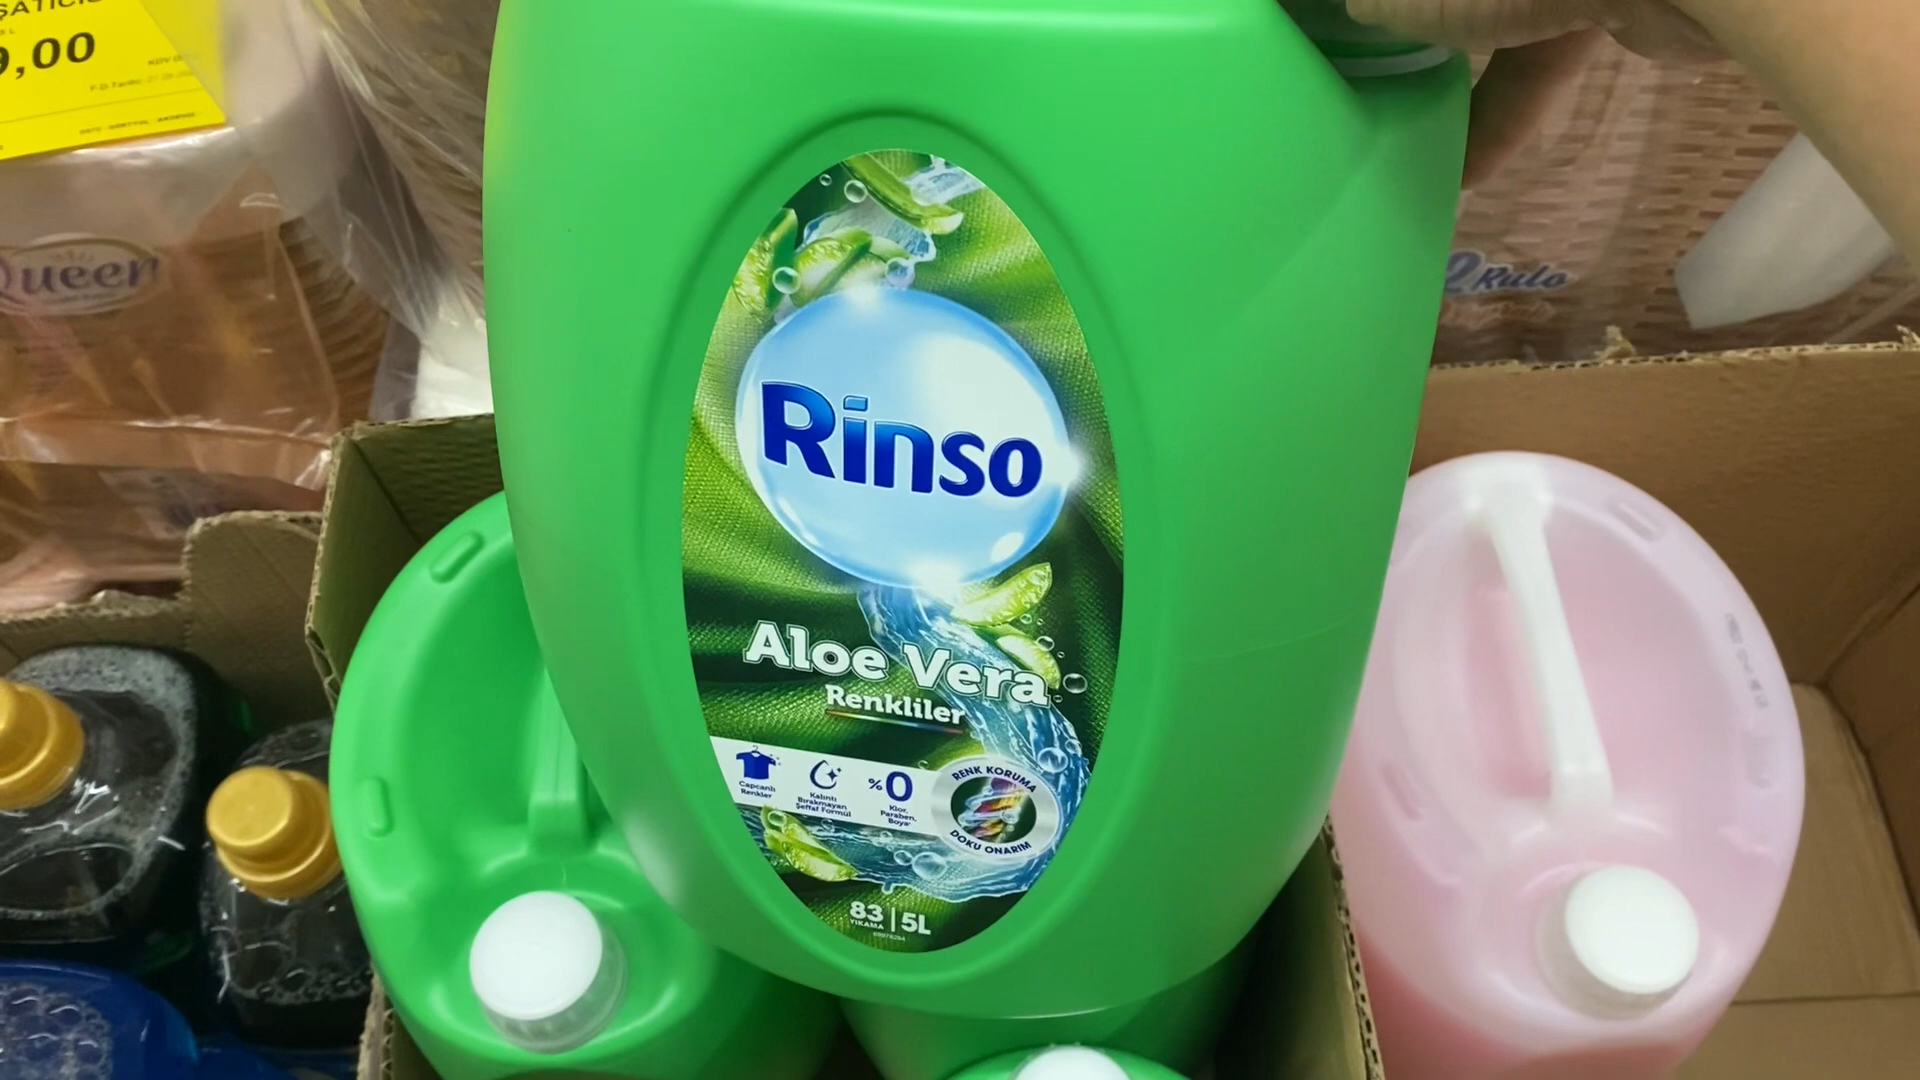 9,00
Queen
2 Rulo
Rinso
Aloe Vera
Renkliler
Capcanlı
Renkler
Kalıntı
Bırakmayan
Şeffaf Formül
%0
Klor,
Paraben,
Boya*
RENK KORUMA
DOKU ONARIM
83 | 5L
YIKAMA